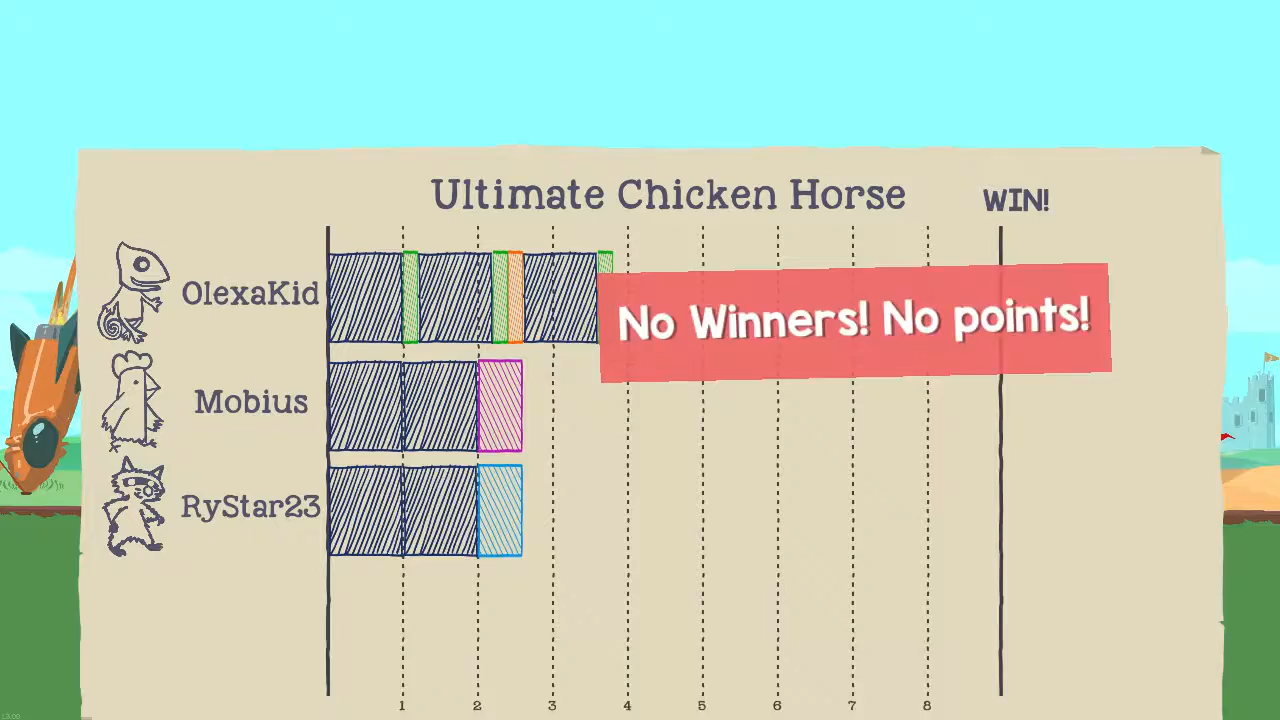 Ultimate Chicken Horse
WIN!
OlexaKid
No Winners! No points!
Mobius
RyStar23
1 2 3 4 5 6 7 8